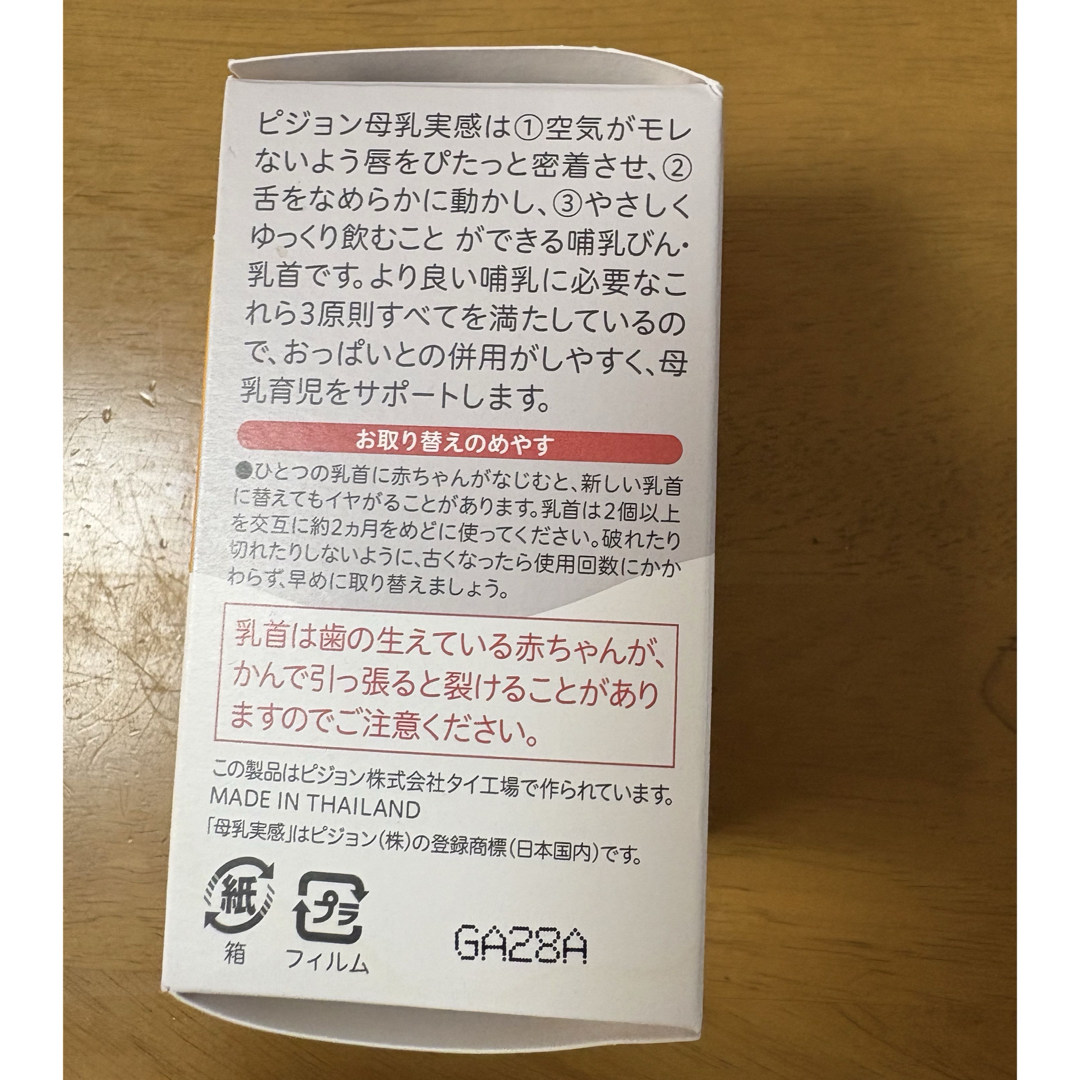 ピジョン母乳実感は①空気がモレ
ないよう唇をぴたっと密着させ、②
舌をなめらかに動かし、③やさしく
ゆっくり飲むこと ができる哺乳びん・
乳首です。より良い哺乳に必要なこ
れら3原則すべてを満たしているの
で、おっぱいとの併用がしやすく、母
乳育児をサポートします。
お取り替えのめやす
●ひとつの乳首に赤ちゃんがなじむと、新しい乳首
に替えてもイヤがることがあります。乳首は2個以上
を交互に約2ヵ月をめどに使ってください。破れたり
切れたりしないように、古くなったら使用回数にかか
わらず、早めに取り替えましょう。
乳首は歯の生えている赤ちゃんが、
かんで引っ張ると裂けることがあり
ますのでご注意ください。
この製品はピジョン株式会社タイ工場で作られています。
MADE IN THAILAND
「母乳実感」はピジョン(株)の登録商標(日本国内)です。
紙
箱
プラ
フィルム
GA28A